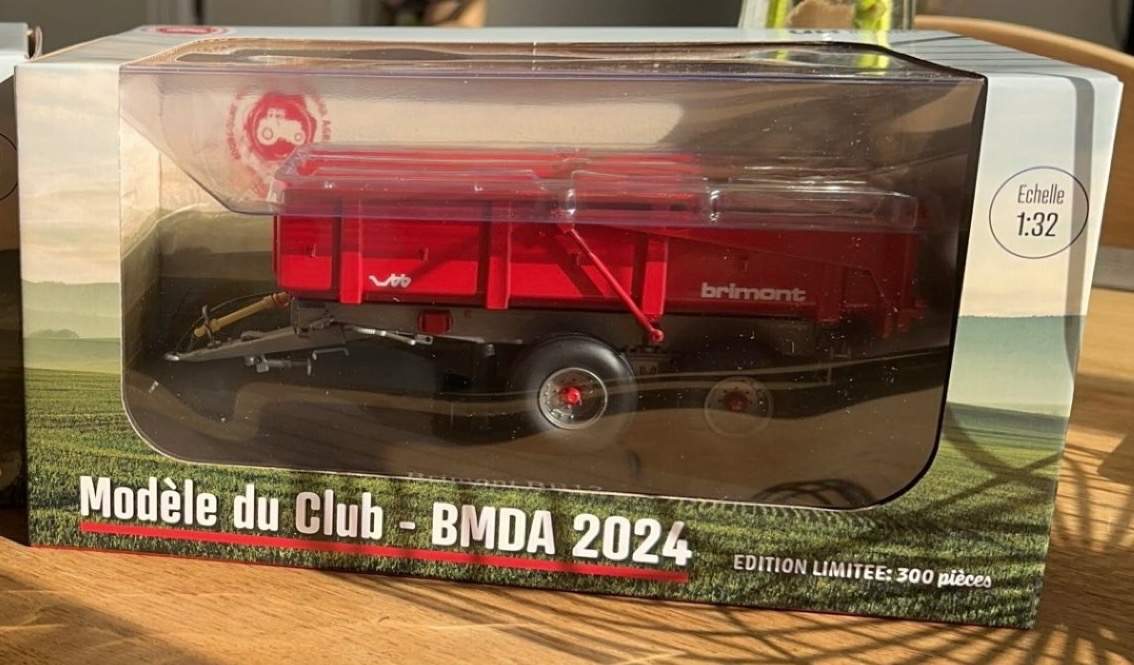 Echelle
1:32
brimont
Modèle du Club - BMDA 2024
EDITION LIMITEE: 300 pièces